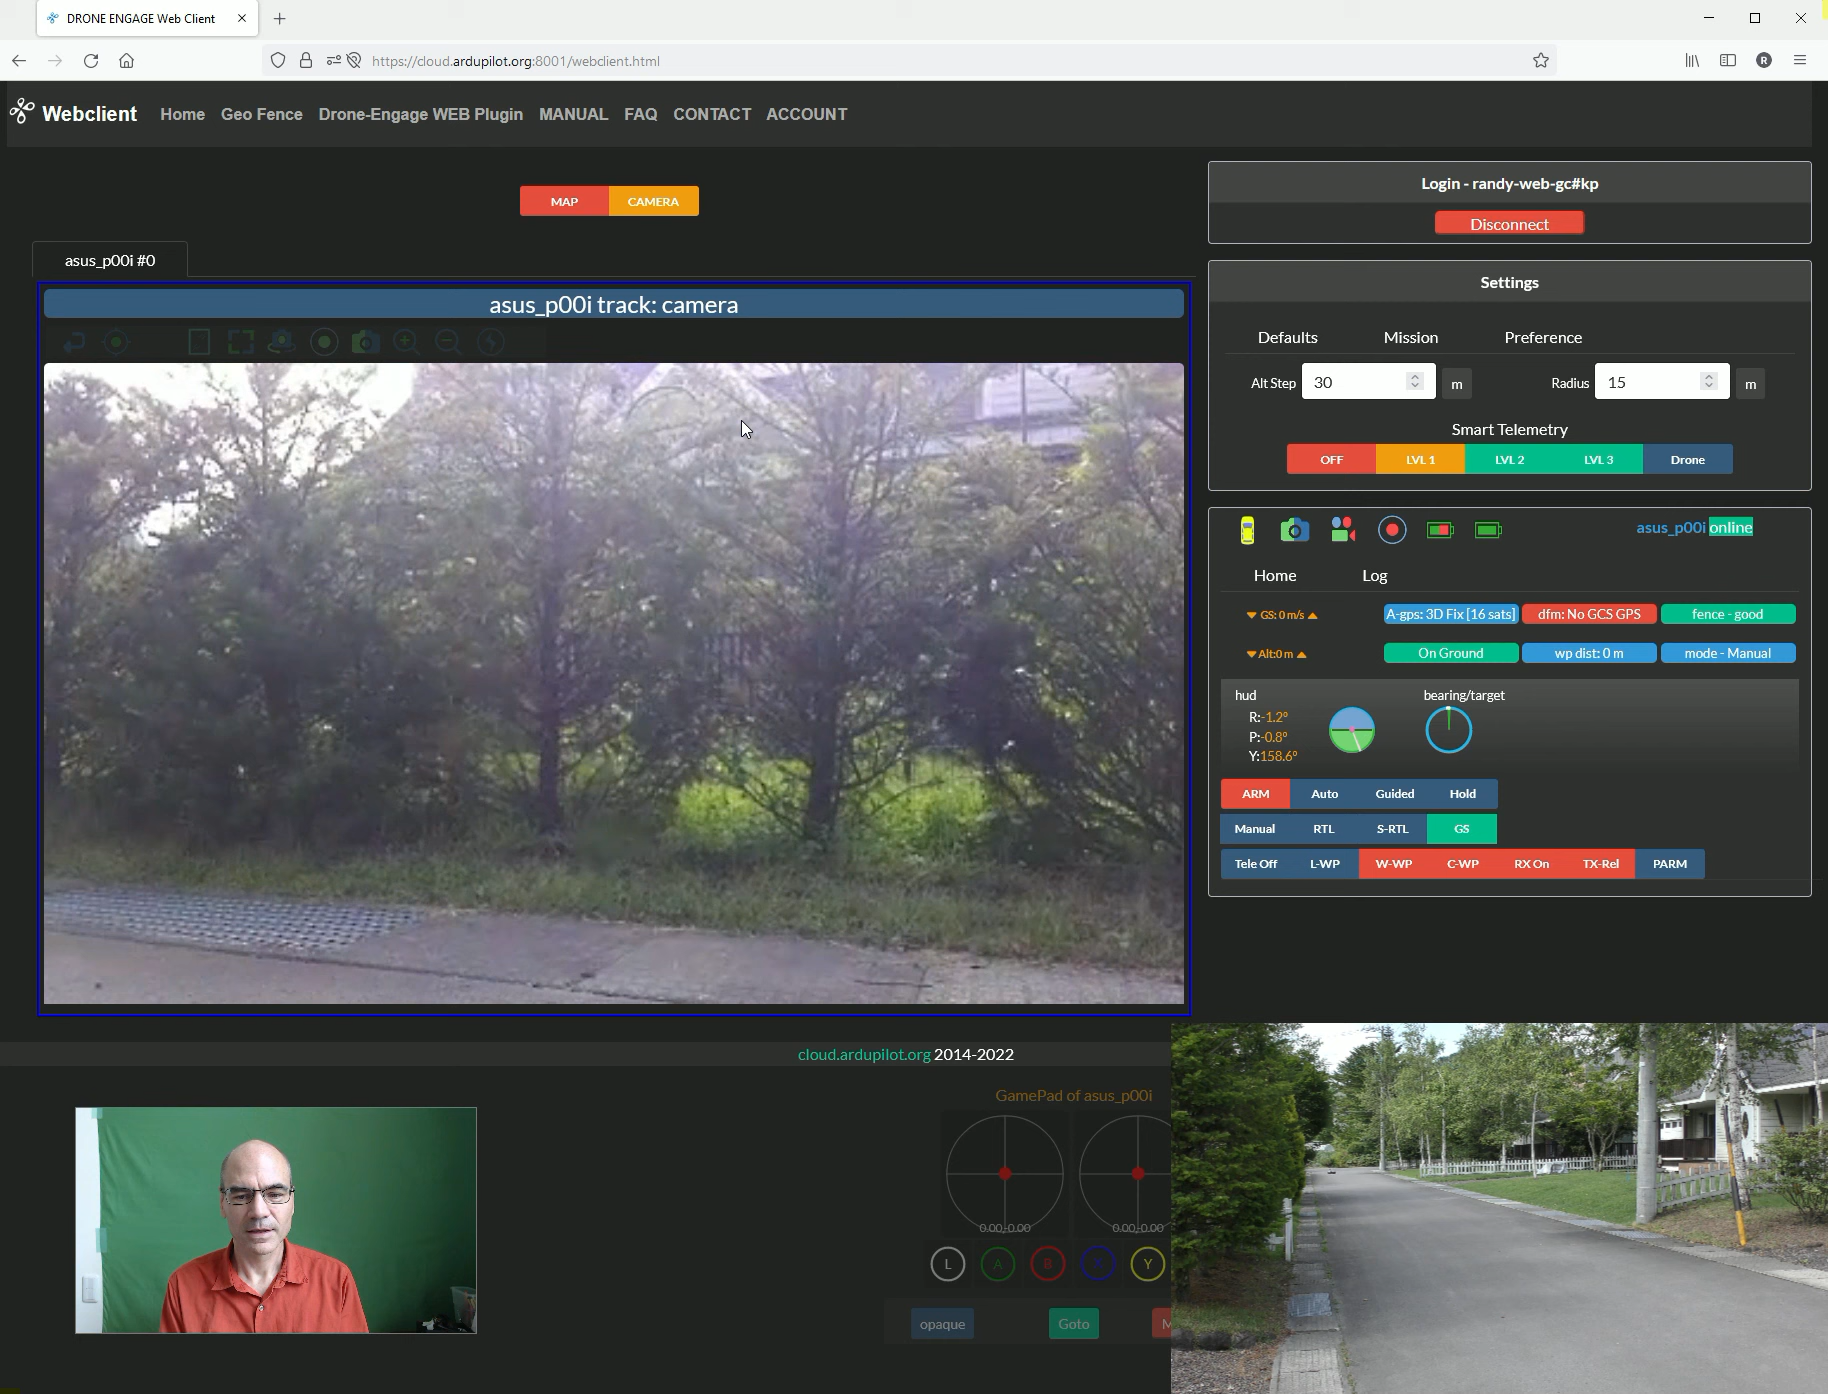 DRONE ENGAGE Web Client
https://cloud.ardupilot.org:8001/webclient.html
R
Webclient Home Geo Fence Drone-Engage WEB Plugin MANUAL FAQ CONTACT ACCOUNT
MAP CAMERA
asus_p00i #0
asus_p00i track: camera
Login - randy-web-gc#kp
Disconnect
Settings
Defaults Mission Preference
Alt Step 30 m Radius 15 m
Smart Telemetry
OFF LVL 1 LVL 2 LVL 3 Drone
asus_p00i online
Home Log
GS: 0 m/s A-gps: 3D Fix [16 sats] dfm: No GCS GPS fence - good
Alt:0 m On Ground wp dist: 0 m mode - Manual
hud bearing/target
R:-1.2º
P:-0.8º
Y:158.6º
ARM Auto Guided Hold
Manual RTL S-RTL GS
Tele Off L-WP W-WP C-WP RX On TX-Rel PARM
cloud.ardupilot.org 2014-2022
GamePad of asus_p00i
0.00,-0.00 0.00,-0.00
L A B Y
opaque Goto M